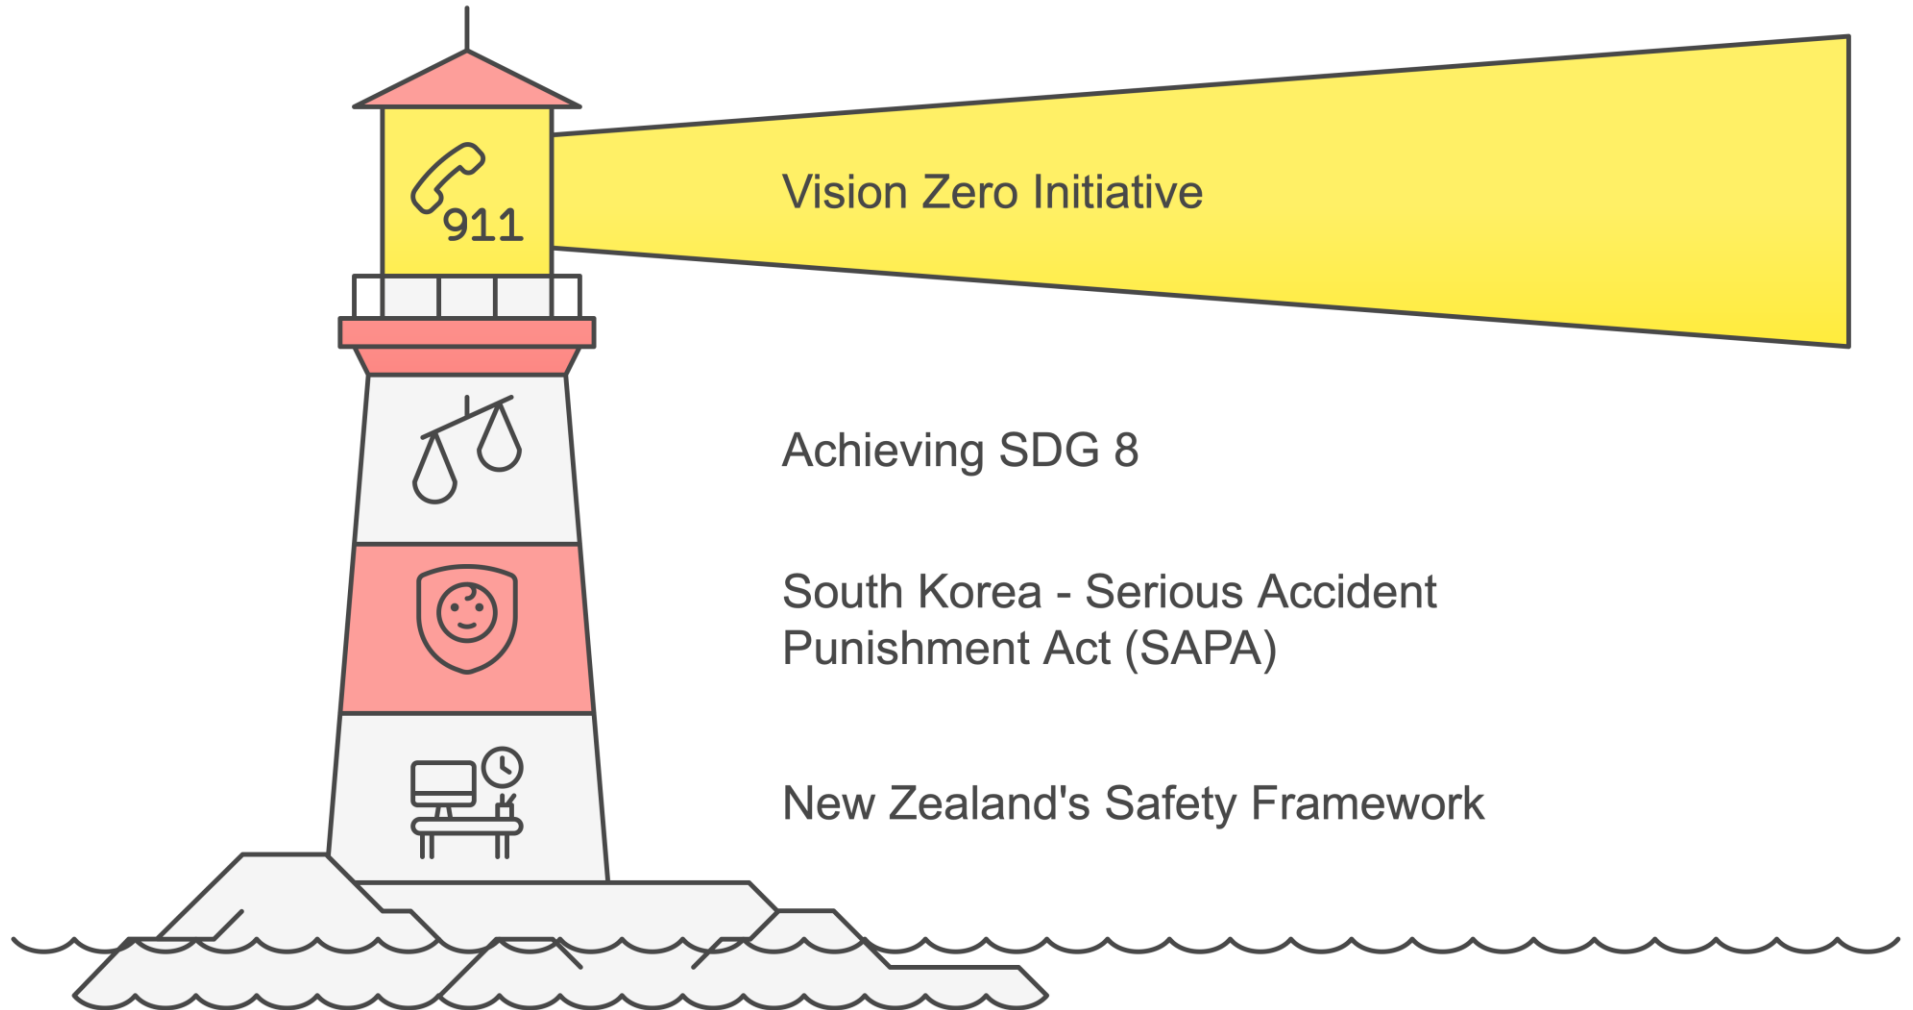 911
Vision Zero Initiative
Achieving SDG 8
South Korea - Serious Accident
Punishment Act (SAPA)
New Zealand's Safety Framework